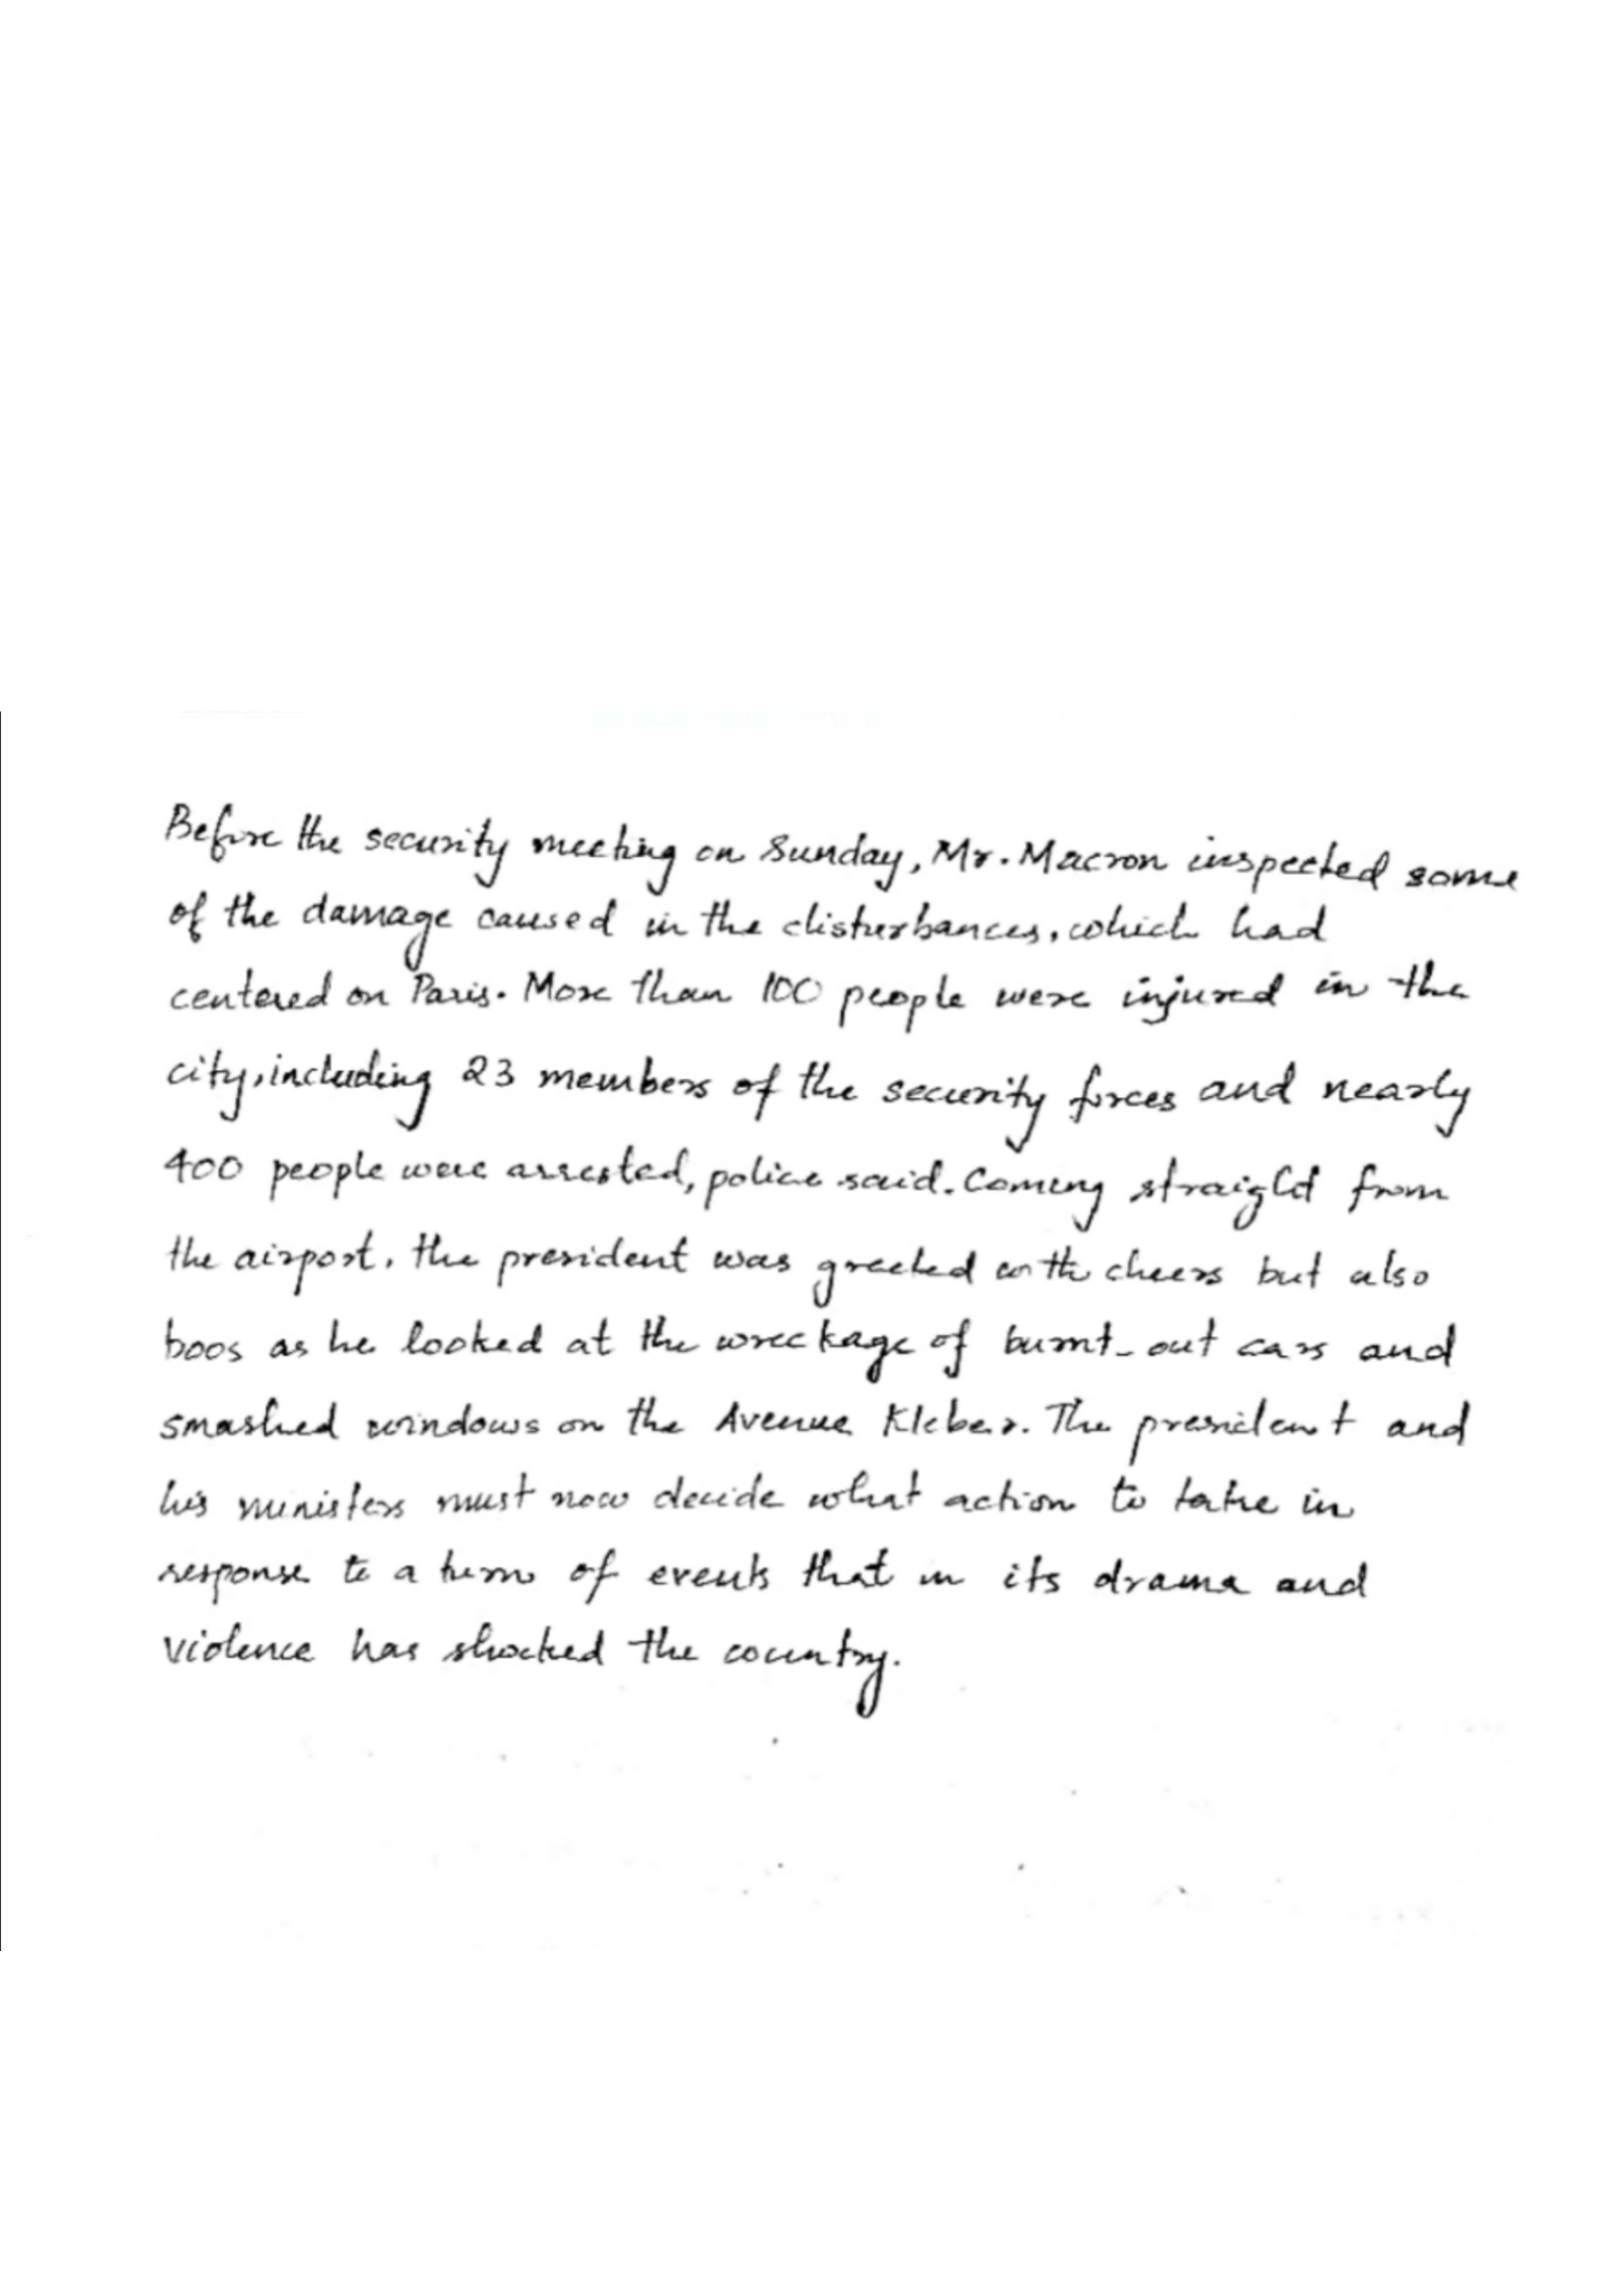 Before the security meeting on Sunday, Mr. Macron inspected some
of the damage caused in the disturbances, which had
centered on Paris. More than 100 people were injured in the
city, including 23 members of the security forces and nearly
400 people were arrested, police said. Coming straight from
the airport, the president was greeted with cheers but also
boos as he looked at the wreckage of burnt-out cars and
smashed windows on the Avenue Kleber. The president and
his ministers must now decide what action to take in
response to a turn of events that in its drama and
violence has shocked the country.